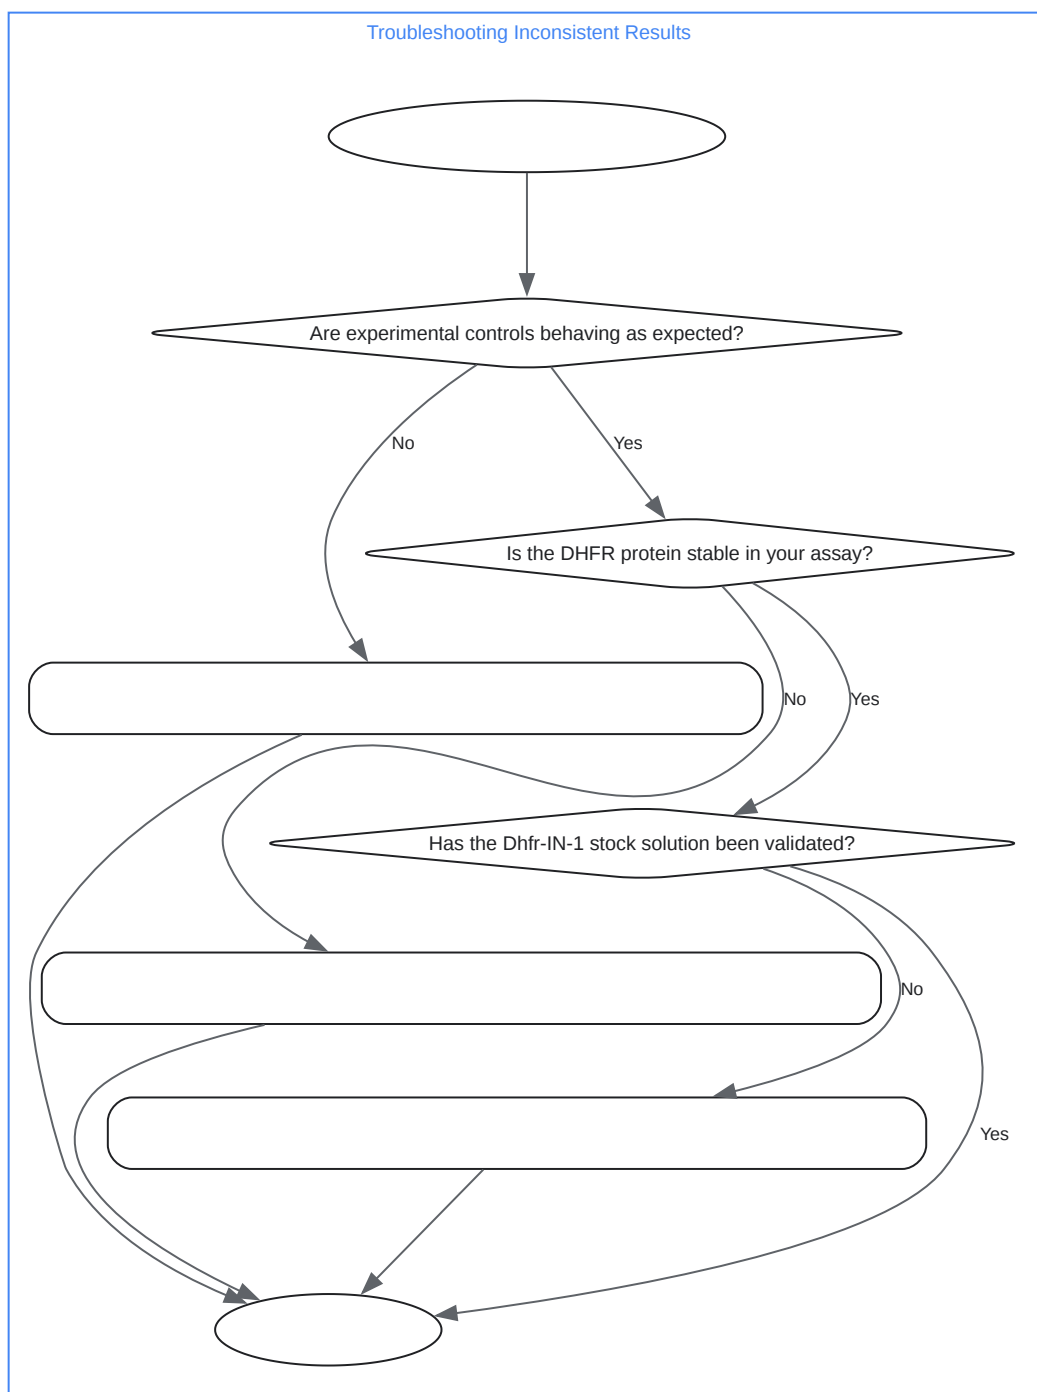 Troubleshooting Inconsistent Results
Are experimental controls behaving as expected?
No
Yes
Is the DHFR protein stable in your assay?
No
Yes
Has the Dhfr-IN-1 stock solution been validated?
No
Yes